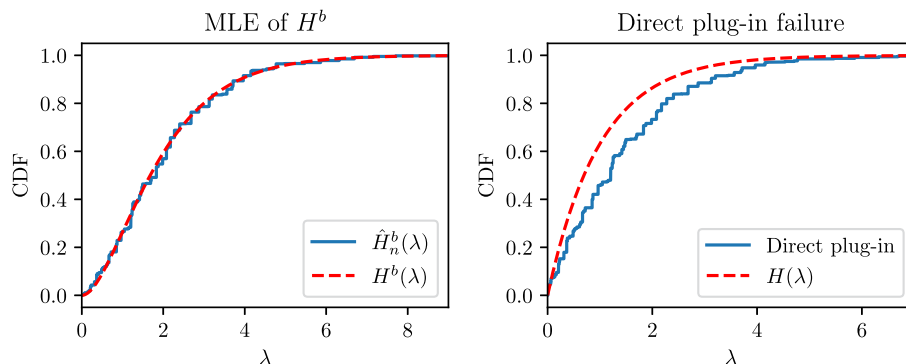 MLE of H^b
CDF
1.0
0.8
0.6
0.4
0.2
0.0
Ĥ_n^b(λ)
H^b(λ)
0 2 4 6 8
λ
Direct plug-in failure
CDF
1.0
0.8
0.6
0.4
0.2
0.0
Direct plug-in
H(λ)
0 2 4 6
λ